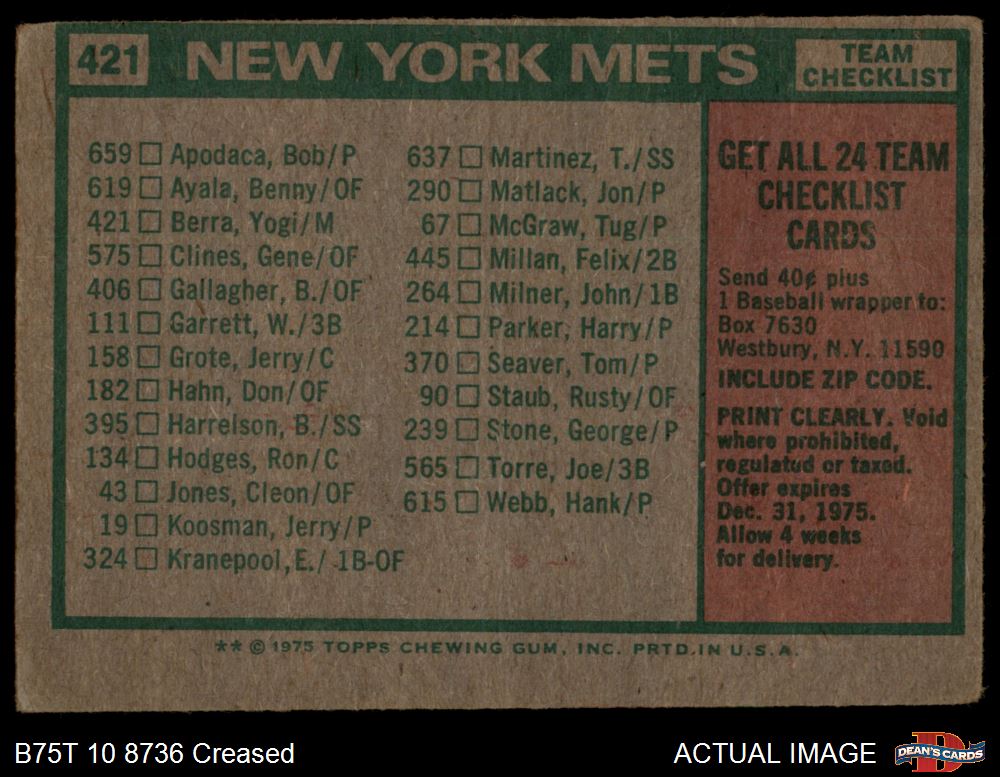 421 NEW YORK METS TEAM CHECKLIST
659 Apodaca, Bob/P
619 Ayala, Benny/OF
421 Berra, Yogi/M
575 Clines, Gene/OF
406 Gallagher, B./OF
111 Garrett, W./3B
158 Grote, Jerry/C
182 Hahn, Don/OF
395 Harrelson, B./SS
134 Hodges, Ron/C
43 Jones, Cleon/OF
19 Koosman, Jerry/P
324 Kranepool, E./ 1B-OF
637 Martinez, T./SS
290 Matlack, Jon/P
67 McGraw, Tug/P
445 Millan, Felix/2B
264 Milner, John/1B
214 Parker, Harry/P
370 Seaver, Tom/P
90 Staub, Rusty/OF
239 Stone, George/P
565 Torre, Joe/3B
615 Webb, Hank/P
GET ALL 24 TEAM
CHECKLIST
CARDS
Send 40¢ plus
1 Baseball wrapper to:
Box 7630
Westbury, N.Y. 11590
INCLUDE ZIP CODE.
PRINT CLEARLY. Void
where prohibited,
regulated or taxed.
Offer expires
Dec. 31, 1975.
Allow 4 weeks
for delivery.
** © 1975 TOPPS CHEWING GUM, INC. PRTD. IN U.S.A.
B75T 10 8736 Creased
ACTUAL IMAGE
DEAN'S CARDS